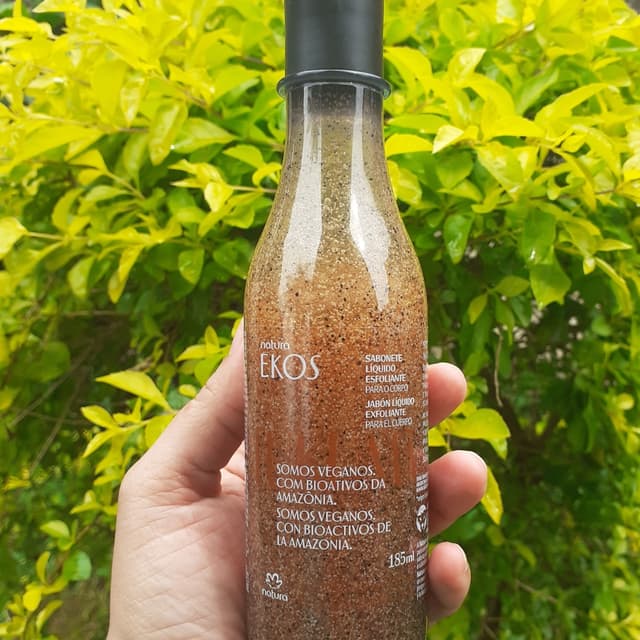 natura
EKOS
SABONETE
LÍQUIDO
ESFOLIANTE
PARA O CORPO
JABÓN LÍQUIDO
EXFOLIANTE
PARA EL CUERPO
SOMOS VEGANOS.
COM BIOATIVOS DA
AMAZÔNIA.
SOMOS VEGANOS.
CON BIOACTIVOS DE
LA AMAZONIA.
185ml
natura